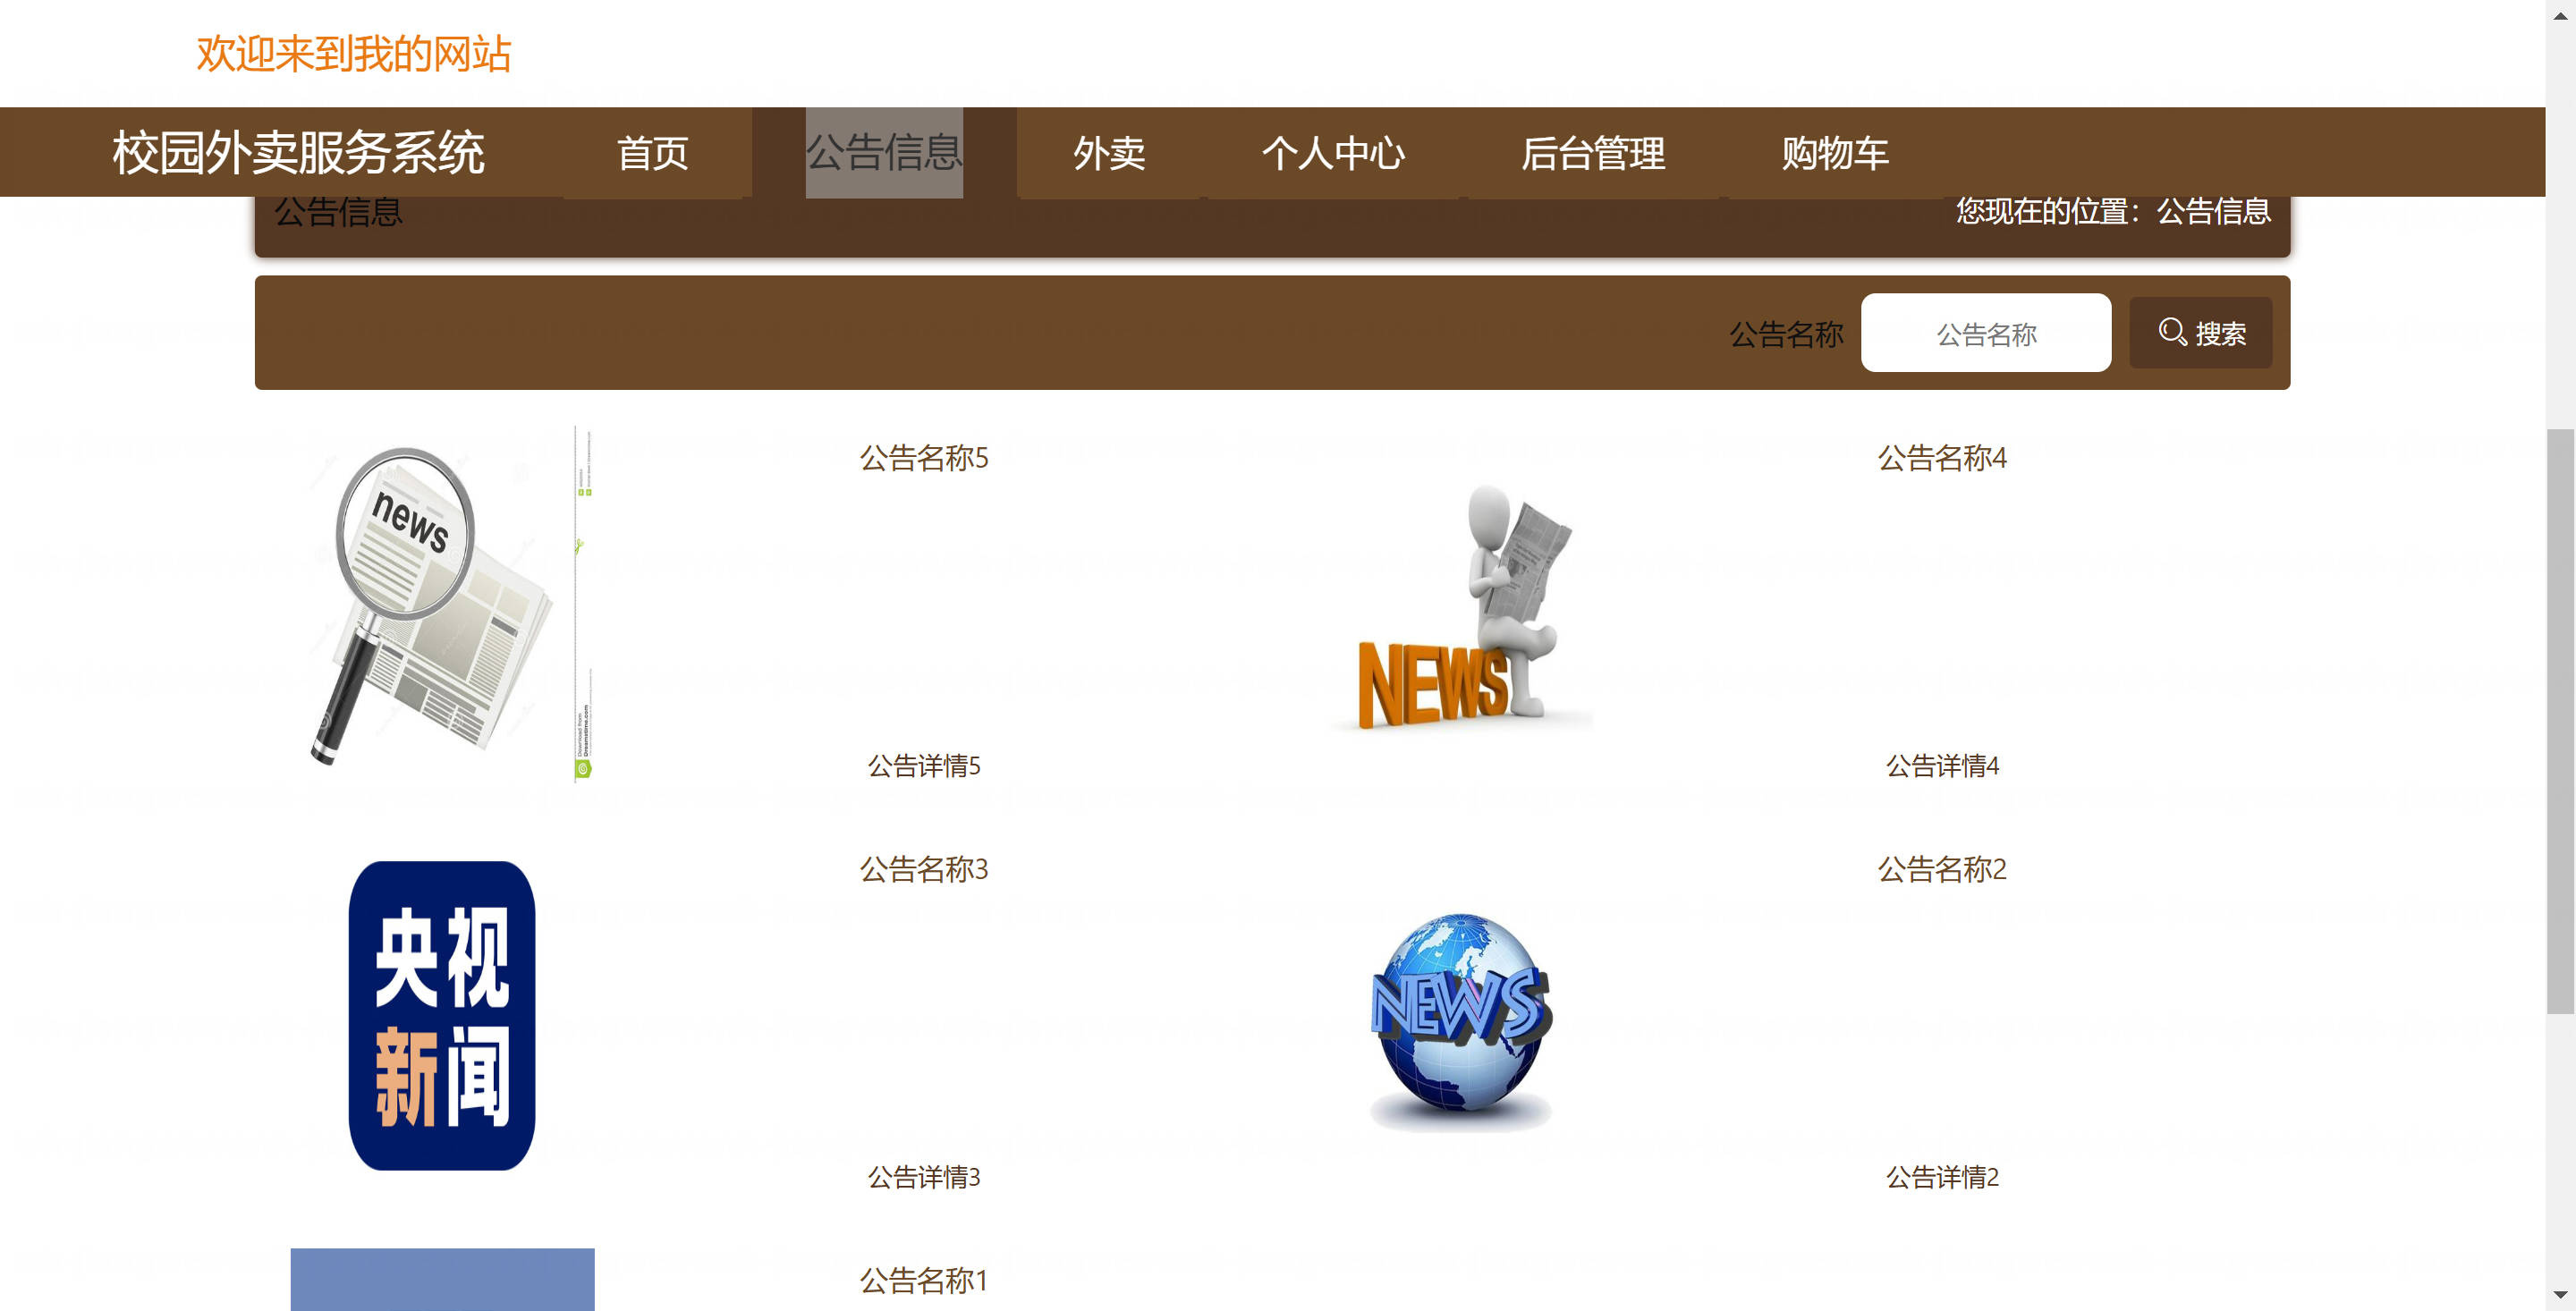 欢迎来到我的网站
校园外卖服务系统 首页 公告信息 外卖 个人中心 后台管理 购物车
公告信息 您现在的位置：公告信息
公告名称 公告名称 搜索
公告名称5
公告名称4
news
NEWS
公告详情5
公告详情4
公告名称3
公告名称2
央视
新闻
NEWS
公告详情3
公告详情2
公告名称1